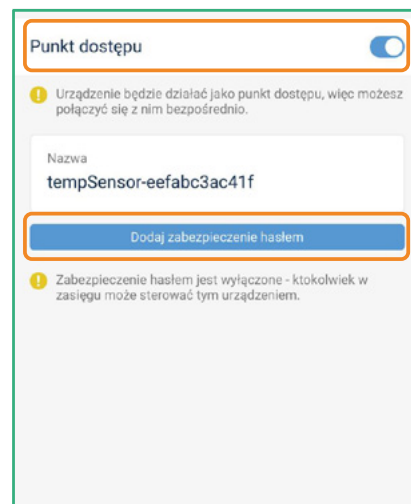 Punkt dostępu
Urządzenie będzie działać jako punkt dostępu, więc możesz
połączyć się z nim bezpośrednio.
Nazwa
tempSensor-eefabc3ac41f
Dodaj zabezpieczenie hasłem
Zabezpieczenie hasłem jest wyłączone - ktokolwiek w
zasięgu może sterować tym urządzeniem.